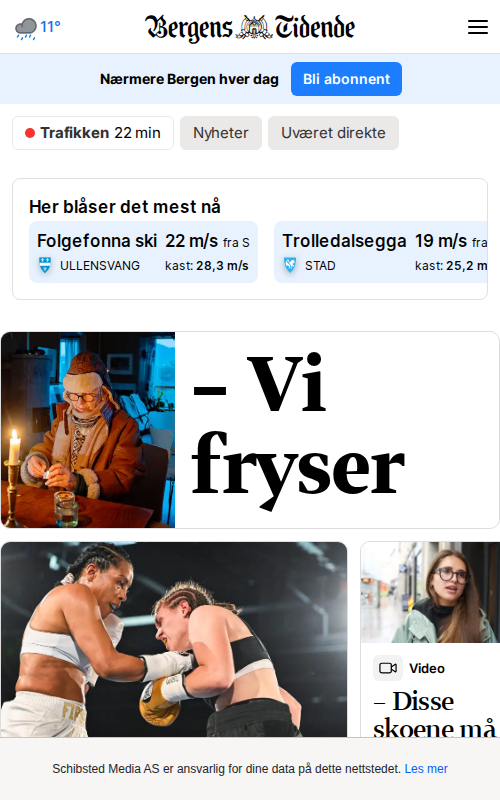 11°
Bergens Tidende
Nærmere Bergen hver dag
Bli abonnent
Trafikken 22 min
Nyheter
Uværet direkte
Her blåser det mest nå
Folgefonna ski 22 m/s fra S
ULLENSVANG kast: 28,3 m/s
Trolledalsegga 19 m/s fra
STAD kast: 25,2 m
– Vi
fryser
Video
– Disse
skoene må
Schibsted Media AS er ansvarlig for dine data på dette nettstedet. Les mer